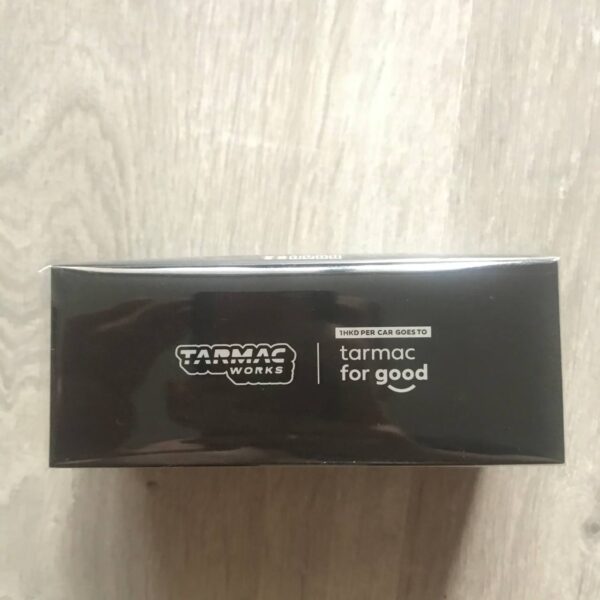 TARMAC
WORKS
1HKD PER CAR GOES TO
tarmac
for good